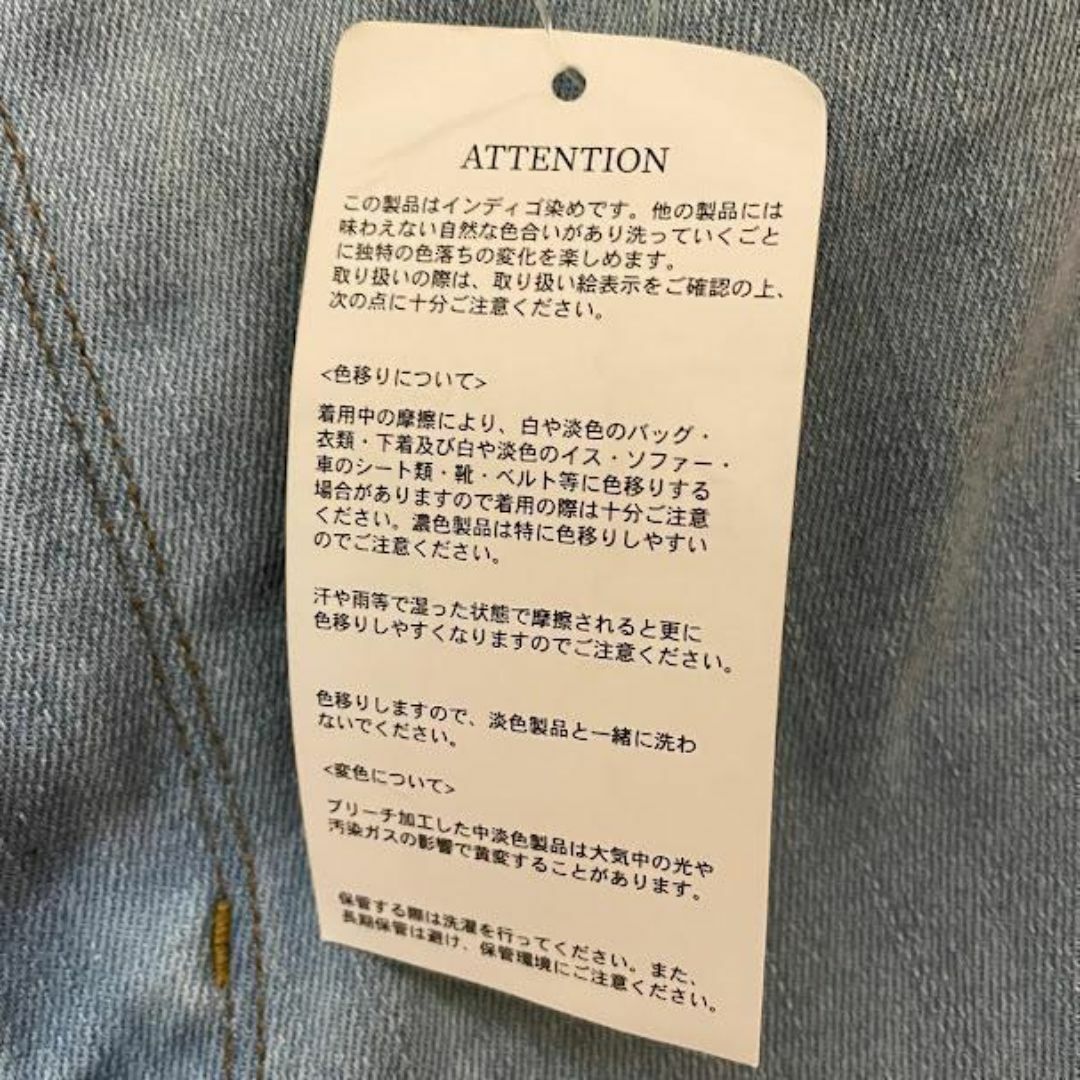 ATTENTION
この製品はインディゴ染めです。他の製品には
味わえない自然な色合いがあり洗っていくごと
に独特の色落ちの変化を楽しめます。
取り扱いの際は、取り扱い絵表示をご確認の上、
次の点に十分ご注意ください。
<色移りについて>
着用中の摩擦により、白や淡色のバッグ・
衣類・下着及び白や淡色のイス・ソファー・
車のシート類・靴・ベルト等に色移りする
場合がありますので着用の際は十分ご注意
ください。濃色製品は特に色移りしやすい
のでご注意ください。
汗や雨等で湿った状態で摩擦されると更に
色移りしやすくなりますのでご注意ください。
色移りしますので、淡色製品と一緒に洗わ
ないでください。
<変色について>
ブリーチ加工した中淡色製品は大気中の光や
汚染ガスの影響で黄変することがあります。
保管する際は洗濯を行ってください。また、
長期保管は避け、保管環境にご注意ください。